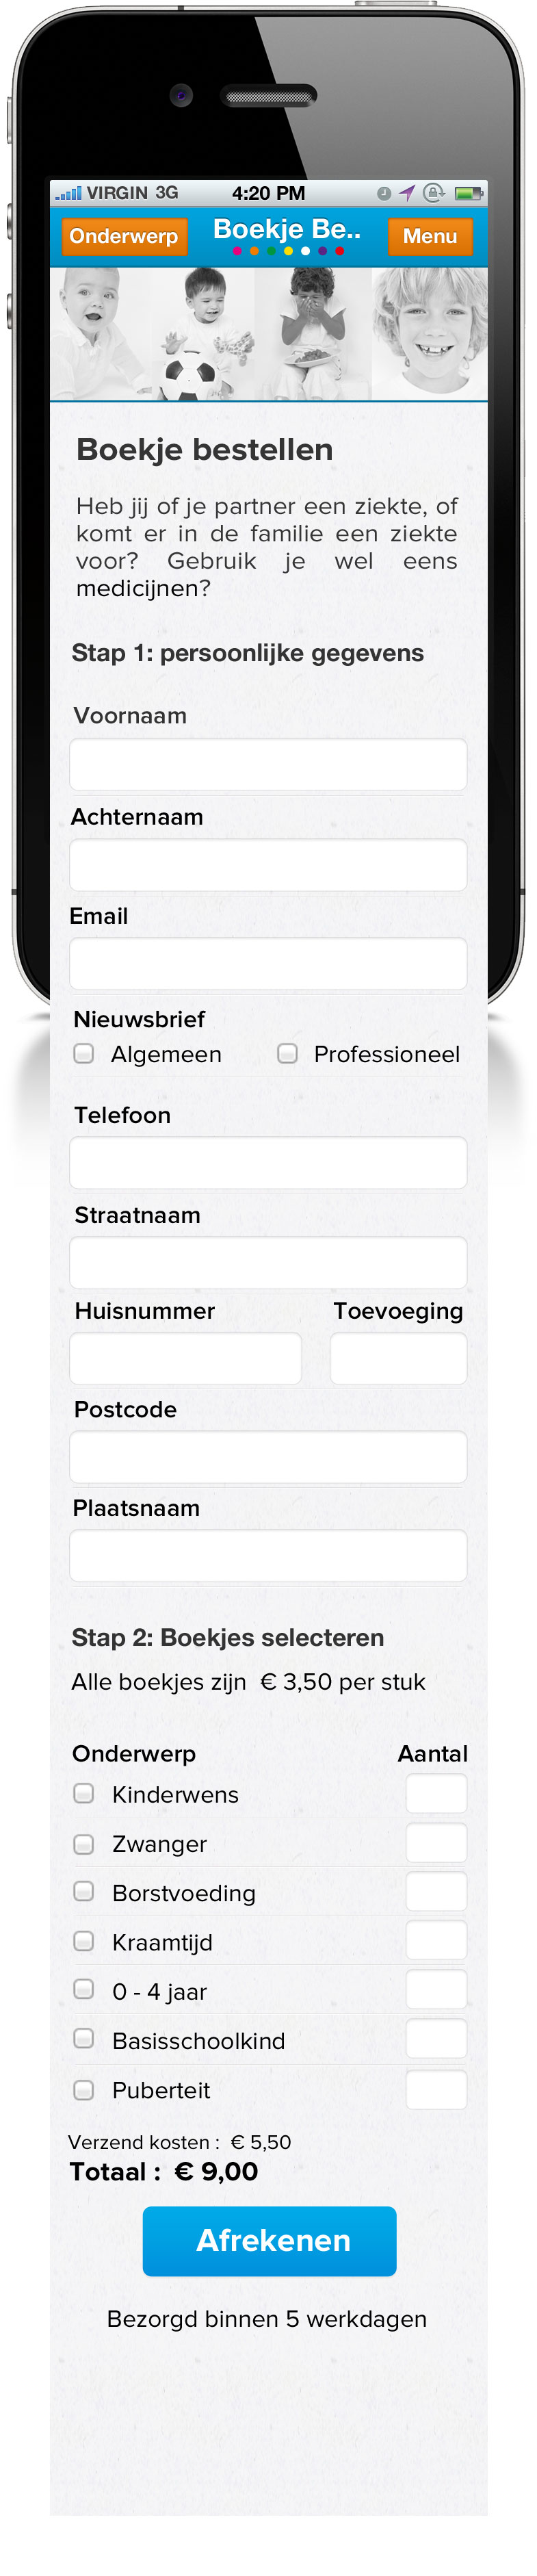 VIRGIN 3G 4:20 PM
Onderwerp Boekje Be.. Menu
Boekje bestellen
Heb jij of je partner een ziekte, of
komt er in de familie een ziekte
voor? Gebruik je wel eens
medicijnen?
Stap 1: persoonlijke gegevens
Voornaam
Achternaam
Email
Nieuwsbrief
Algemeen Professioneel
Telefoon
Straatnaam
Huisnummer Toevoeging
Postcode
Plaatsnaam
Stap 2: Boekjes selecteren
Alle boekjes zijn € 3,50 per stuk
Onderwerp Aantal
Kinderwens
Zwanger
Borstvoeding
Kraamtijd
0 - 4 jaar
Basisschoolkind
Puberteit
Verzend kosten : € 5,50
Totaal : € 9,00
Afrekenen
Bezorgd binnen 5 werkdagen